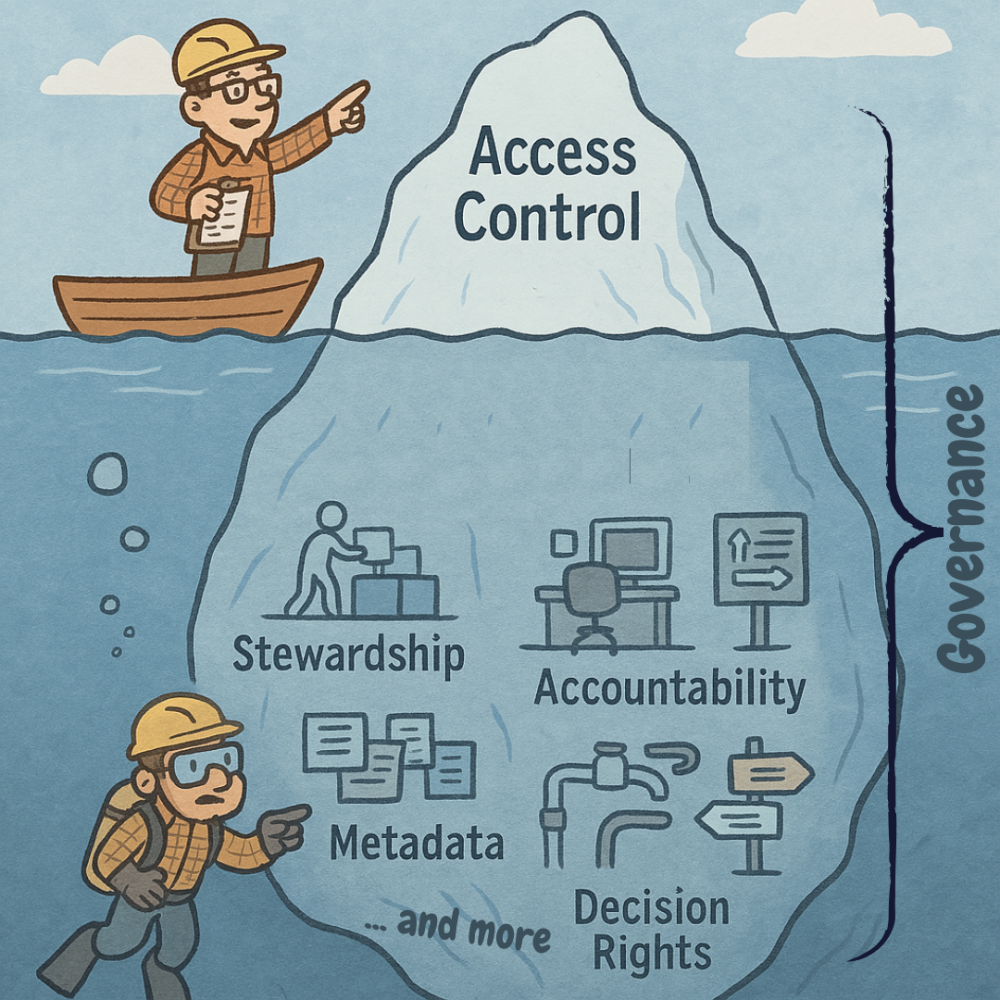 Access
Control
Governance
Stewardship
Accountability
Metadata
Decision
Rights
... and more